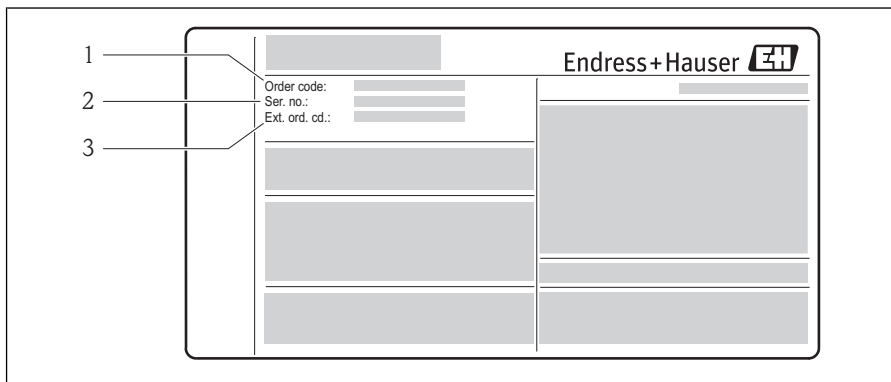 1
Endress+Hauser EH
Order code:
2
Ser. no.:
Ext. ord. cd.:
3